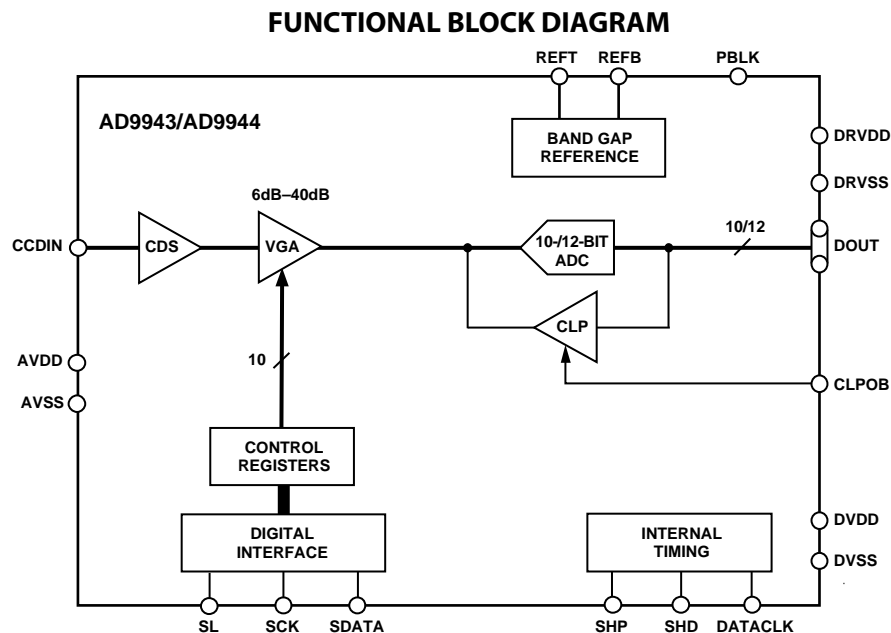 FUNCTIONAL BLOCK DIAGRAM
REFT REFB PBLK
AD9943/AD9944
BAND GAP
REFERENCE
DRVDD
DRVSS
6dB–40dB
CCDIN
CDS
VGA
10-/12-BIT
ADC
10/12
DOUT
CLP
10
AVDD
AVSS
CLPOB
CONTROL
REGISTERS
DIGITAL
INTERFACE
INTERNAL
TIMING
DVDD
DVSS
SL SCK SDATA SHP SHD DATACLK